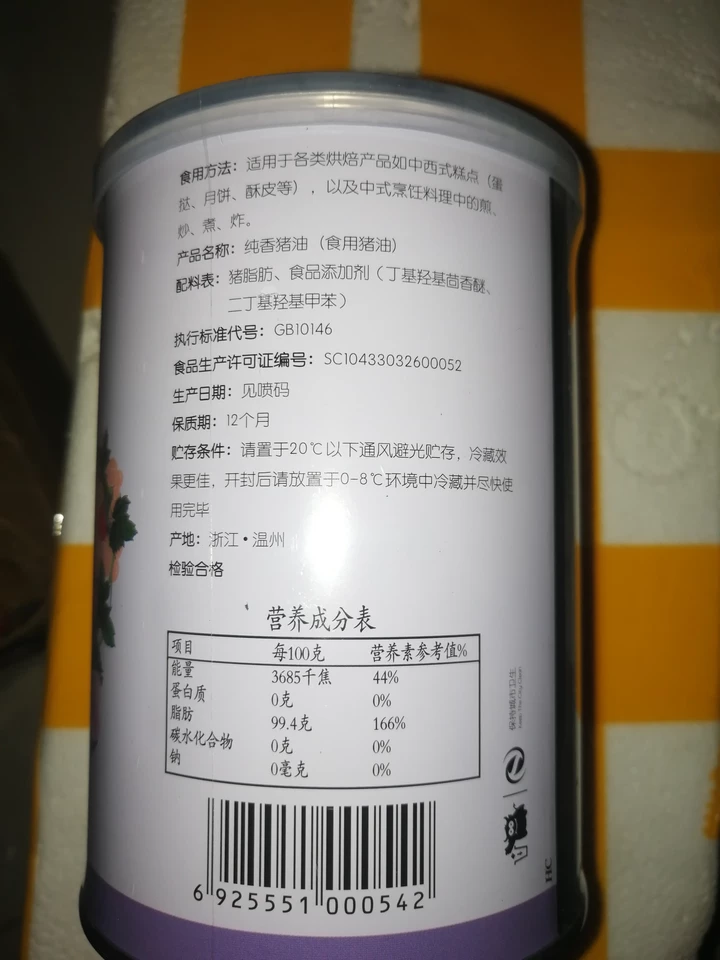 食用方法：适用于各类烘焙产品如中西式糕点（蛋
挞、月饼、酥皮等），以及中式烹饪料理中的煎、
炒、煮、炸。
产品名称：纯香猪油（食用猪油）
配料表：猪脂肪、食品添加剂（丁基羟基茴香醚、
二丁基羟基甲苯）
执行标准代号：GB10146
食品生产许可证编号：SC10433032600052
生产日期：见喷码
保质期：12个月
贮存条件：请置于20℃以下通风避光贮存，冷藏效
果更佳，开封后请放置于0-8℃环境中冷藏并尽快使
用完毕
产地：浙江·温州
检验合格
营养成分表
项目 每100克 营养素参考值%
能量 3685千焦 44%
蛋白质 0克 0%
脂肪 99.4克 166%
碳水化合物 0克 0%
钠 0毫克 0%
保持城市卫生
Keep The City Clean
HC
6 925551 000542